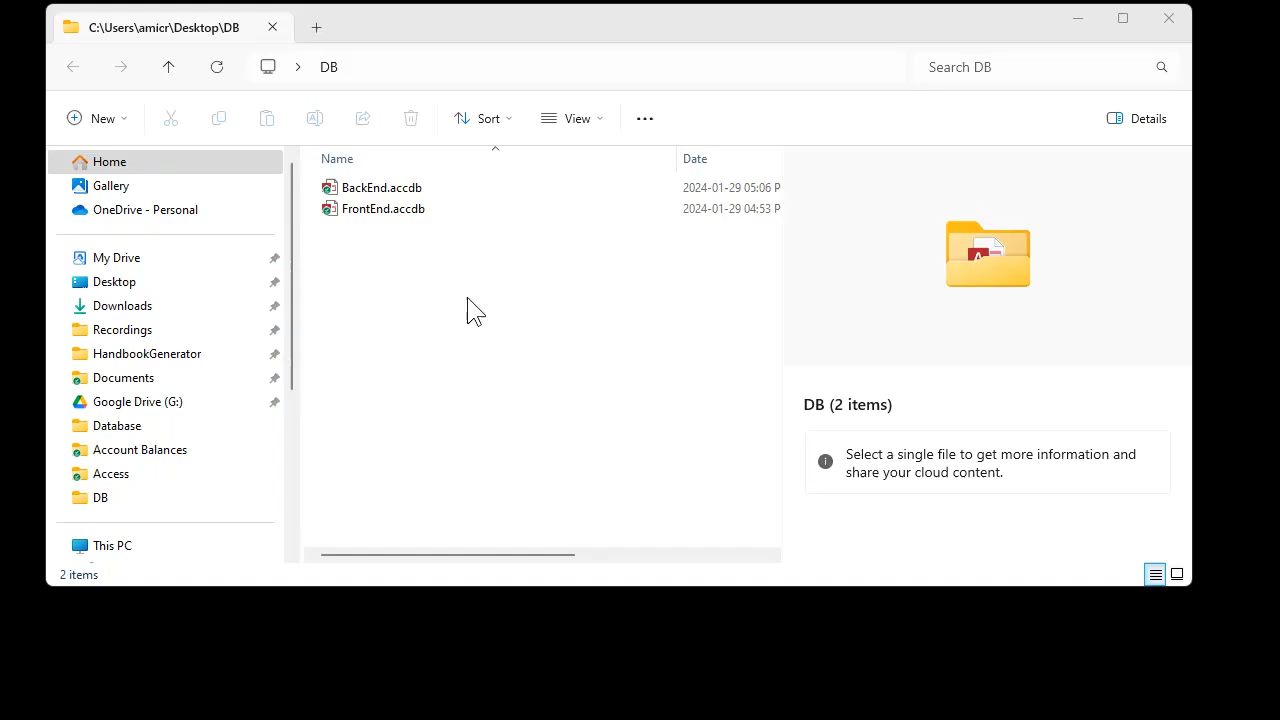 C:\Users\amicr\Desktop\DB
DB
Search DB
New
Sort
View
Details
Home
Gallery
OneDrive - Personal
My Drive
Desktop
Downloads
Recordings
HandbookGenerator
Documents
Google Drive (G:)
Database
Account Balances
Access
DB
This PC
Name
Date
BackEnd.accdb
2024-01-29 05:06 P
FrontEnd.accdb
2024-01-29 04:53 P
A
DB (2 items)
Select a single file to get more information and
share your cloud content.
2 items